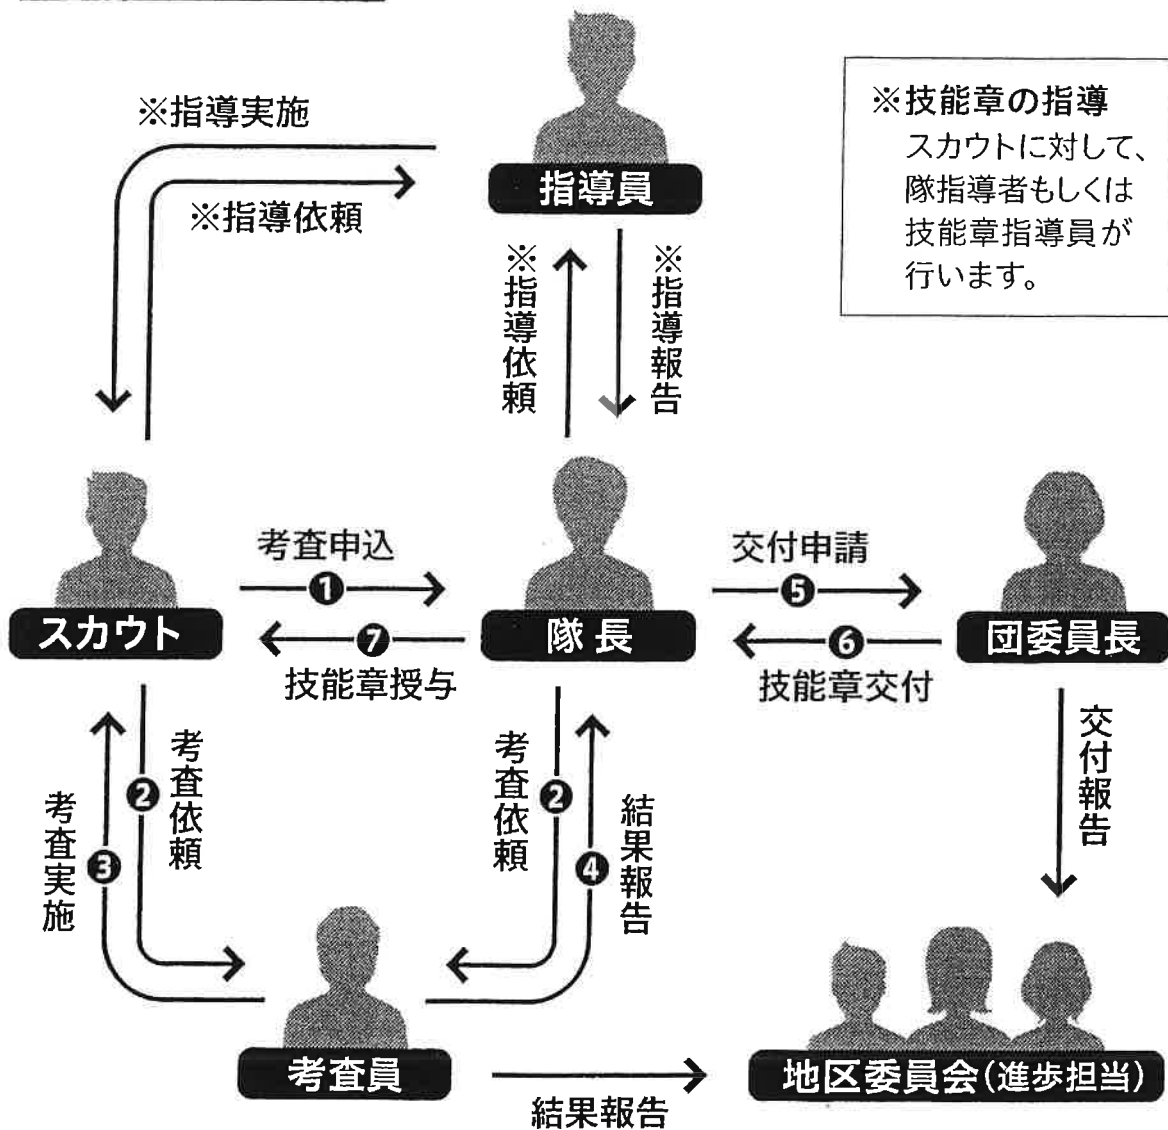 ※指導実施
※技能章の指導
スカウトに対して、
隊指導者もしくは
技能章指導員が
行います。
指導員
※指導依頼
※指導依頼
※指導報告
考査申込
❶
交付申請
❺
スカウト
❼
隊長
❻
団委員長
技能章授与
技能章交付
❷
考査依頼
❸
考査実施
❷
考査依頼
❹
結果報告
交付報告
考査員
地区委員会(進歩担当)
結果報告